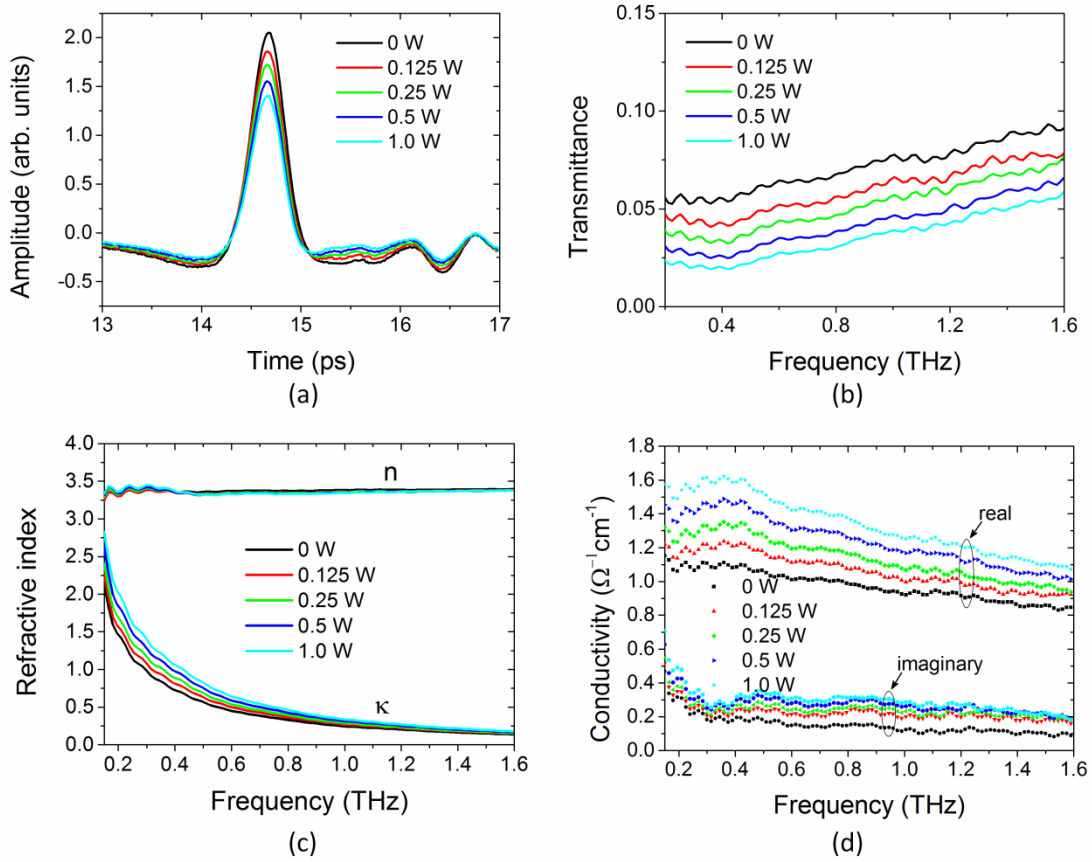 Amplitude (arb. units)
2.0
1.5
1.0
0.5
0.0
-0.5
0 W
0.125 W
0.25 W
0.5 W
1.0 W
13 14 15 16 17
Time (ps)
(a)
Transmittance
0.15
0.10
0.05
0.00
0 W
0.125 W
0.25 W
0.5 W
1.0 W
0.4 0.8 1.2 1.6
Frequency (THz)
(b)
Refractive index
4.0
3.5
3.0
2.5
2.0
1.5
1.0
0.5
0.0
n
0 W
0.125 W
0.25 W
0.5 W
1.0 W
κ
0.2 0.4 0.6 0.8 1.0 1.2 1.4 1.6
Frequency (THz)
(c)
Conductivity (Ω⁻¹cm⁻¹)
1.8
1.6
1.4
1.2
1.0
0.8
0.6
0.4
0.2
0.0
real
0 W
0.125 W
0.25 W
0.5 W
1.0 W
imaginary
0.2 0.4 0.6 0.8 1.0 1.2 1.4 1.6
Frequency (THz)
(d)